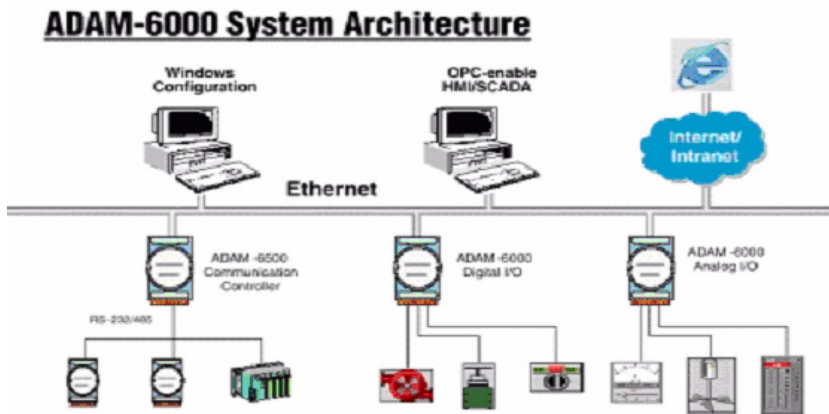 ADAM-6000 System Architecture
Windows
Configuration
OPC-enable
HMI/SCADA
Internet/
Intranet
Ethernet
ADAM -6500
Communication
Controller
ADAM -6000
Digital I/O
ADAM -6000
Analog I/O
RS-232/485